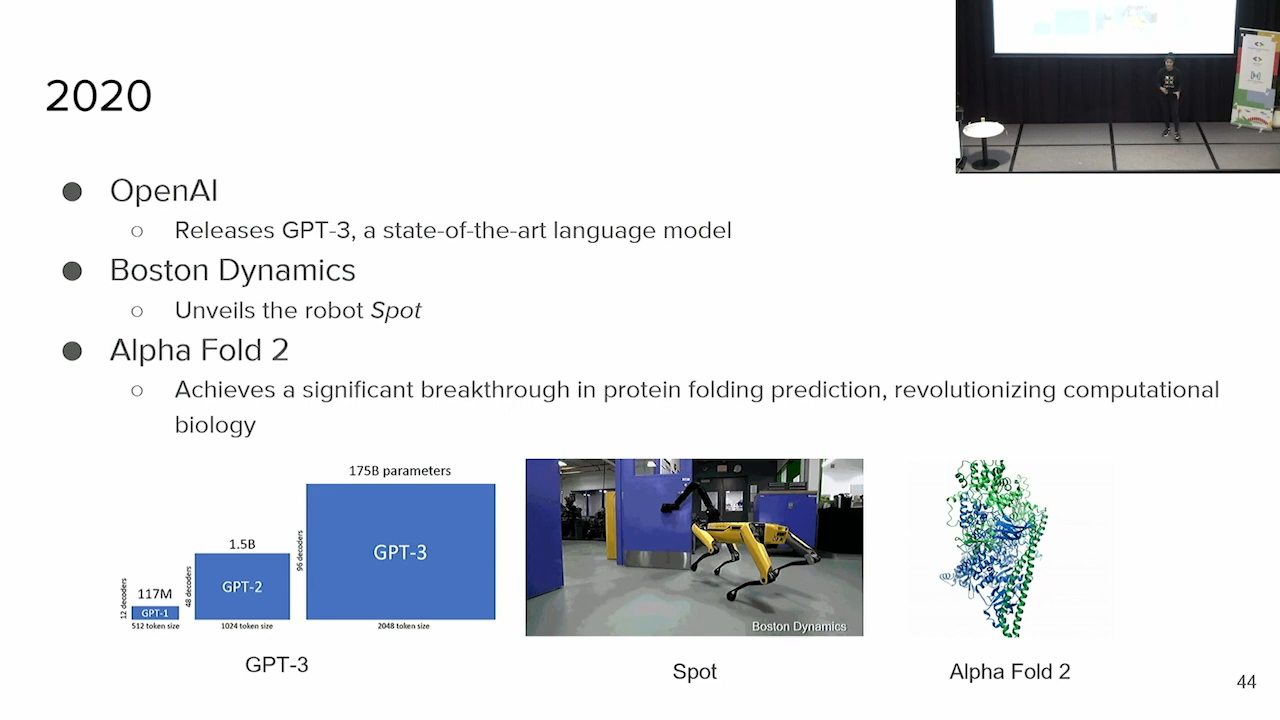 2020
OpenAI
Releases GPT-3, a state-of-the-art language model
Boston Dynamics
Unveils the robot Spot
Alpha Fold 2
Achieves a significant breakthrough in protein folding prediction, revolutionizing computational
biology
117M
12 decoders
GPT-1
512 token size
1.5B
48 decoders
GPT-2
1024 token size
175B parameters
96 decoders
GPT-3
2048 token size
GPT-3
Boston Dynamics
Spot
Alpha Fold 2
44